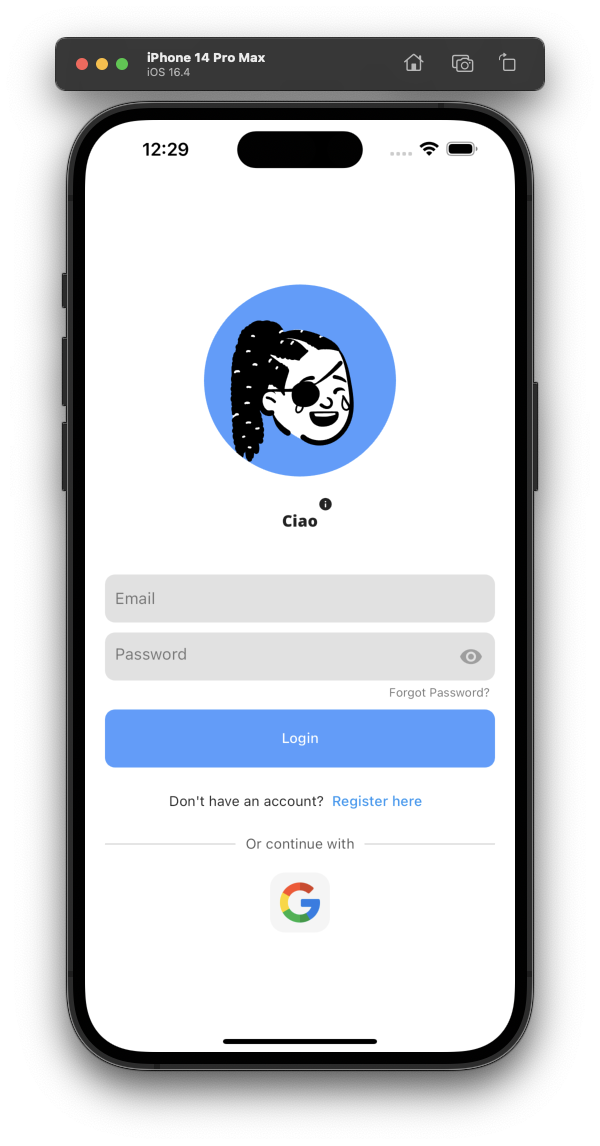 iPhone 14 Pro Max
iOS 16.4
12:29
Ciao
Email
Password
Forgot Password?
Login
Don't have an account? Register here
Or continue with